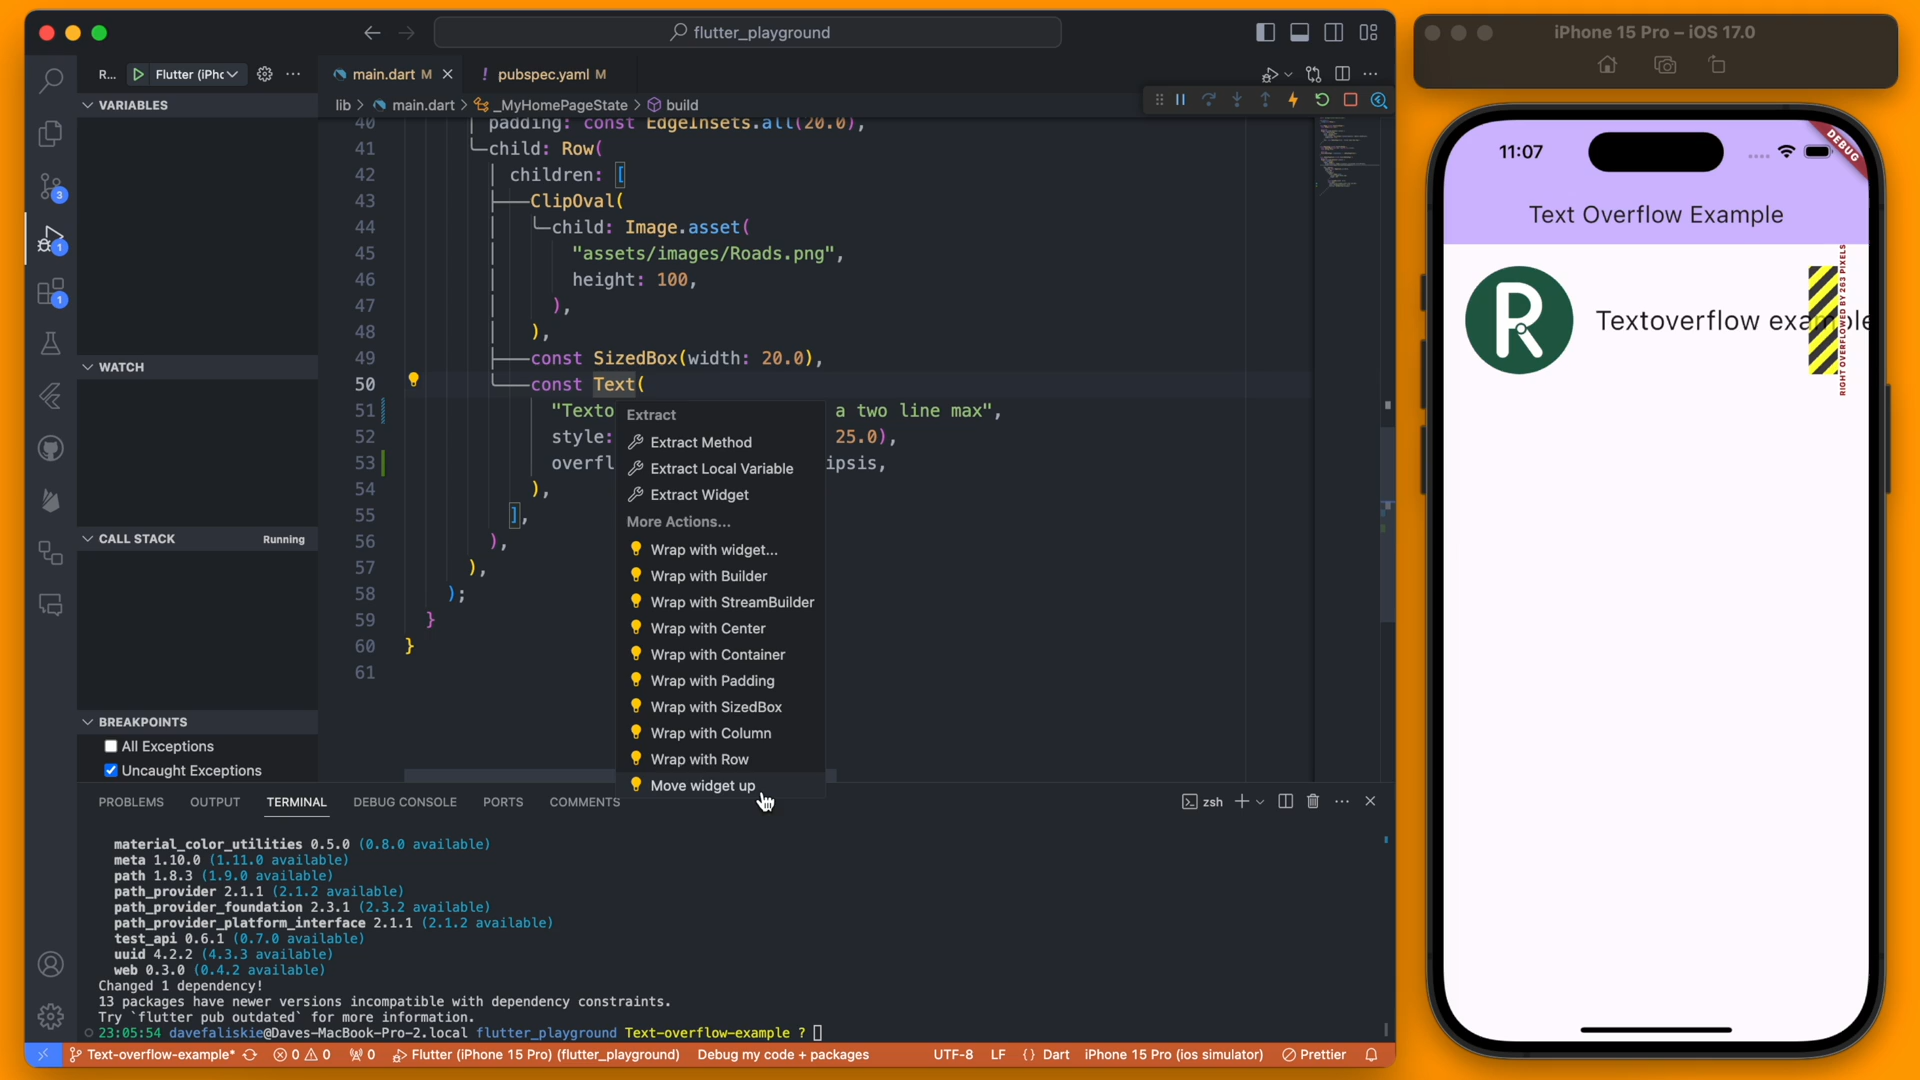 flutter_playground
R...
Flutter (iPhc
main.dart M
! pubspec.yaml M
lib > main.dart > _MyHomePageState > build
VARIABLES
WATCH
CALL STACK
Running
BREAKPOINTS
All Exceptions
Uncaught Exceptions
3
1
1
40 padding: const EdgeInsets.all(20.0),
41 child: Row(
42 children: [
43 ClipOval(
44 child: Image.asset(
45 "assets/images/Roads.png",
46 height: 100,
47 ),
48 ),
49 const SizedBox(width: 20.0),
50 const Text(
51 "Texto a two line max",
52 style: 25.0),
53 overfl ipsis,
54 ),
55 ],
56 ),
57 ),
58 );
59 }
60 }
61
Extract
Extract Method
Extract Local Variable
Extract Widget
More Actions...
Wrap with widget...
Wrap with Builder
Wrap with StreamBuilder
Wrap with Center
Wrap with Container
Wrap with Padding
Wrap with SizedBox
Wrap with Column
Wrap with Row
Move widget up
PROBLEMS OUTPUT TERMINAL DEBUG CONSOLE PORTS COMMENTS
zsh
material_color_utilities 0.5.0 (0.8.0 available)
meta 1.10.0 (1.11.0 available)
path 1.8.3 (1.9.0 available)
path_provider 2.1.1 (2.1.2 available)
path_provider_foundation 2.3.1 (2.3.2 available)
path_provider_platform_interface 2.1.1 (2.1.2 available)
test_api 0.6.1 (0.7.0 available)
uuid 4.2.2 (4.3.3 available)
web 0.3.0 (0.4.2 available)
Changed 1 dependency!
13 packages have newer versions incompatible with dependency constraints.
Try `flutter pub outdated` for more information.
23:05:54 davefaliskie@Daves-MacBook-Pro-2.local flutter_playground Text-overflow-example ?
Text-overflow-example* 0 0 0 Flutter (iPhone 15 Pro) (flutter_playground) Debug my code + packages UTF-8 LF {} Dart iPhone 15 Pro (ios simulator) Prettier
iPhone 15 Pro – iOS 17.0
11:07
DEBUG
Text Overflow Example
R
Textoverflow example
RIGHT OVERFLOWED BY 263 PIXELS